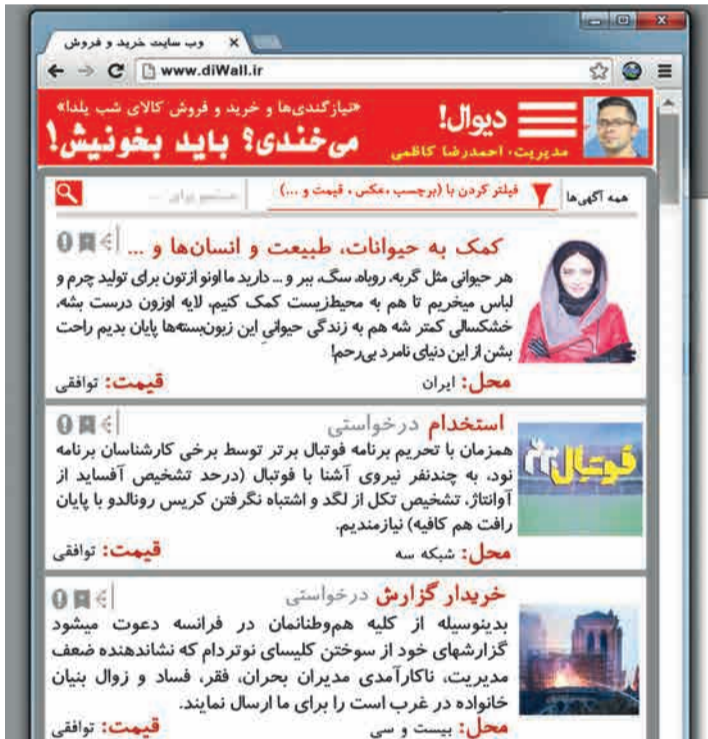 وب سایت خرید و فروش
www.diWall.ir
«نیازگندی‌ها و خرید و فروش کالای شب یلدا»
می‌خندی؟ باید بخونیش!
دیوال!
مدیریت، احمدرضا کاظمی
همه آگهی‌ها
فیلتر کردن با (برچسب، عکس، قیمت و ...)
جستجو برای ...
کمک به حیوانات، طبیعت و انسان‌ها و ...
هر حیوانی مثل گربه، روباه، سگ، ببر و ... دارید ما اونو ازتون برای تولید چرم و
لباس میخریم تا هم به محیط‌زیست کمک کنیم، لایه اوزون درست بشه،
خشکسالی کمتر شه هم به زندگی حیوانیِ این زبون‌بسته‌ها پایان بدیم راحت
بشن از این دنیای نامرد بی‌رحم!
محل: ایران
قیمت: توافقی
استخدام درخواستی
همزمان با تحریم برنامه فوتبال برتر توسط برخی کارشناسان برنامه
نود، به چندنفر نیروی آشنا با فوتبال (درحد تشخیص آفساید از
آوانتاژ، تشخیص تکل از لگد و اشتباه نگرفتن کریس رونالدو با پایان
رافت هم کافیه) نیازمندیم.
محل: شبکه سه
قیمت: توافقی
خریدار گزارش درخواستی
بدینوسیله از کلیه هم‌وطنانمان در فرانسه دعوت میشود
گزارشهای خود از سوختن کلیسای نوتردام که نشاندهنده ضعف
مدیریت، ناکارآمدی مدیران بحران، فقر، فساد و زوال بنیان
خانواده در غرب است را برای ما ارسال نمایند.
محل: بیست و سی
قیمت: توافقی